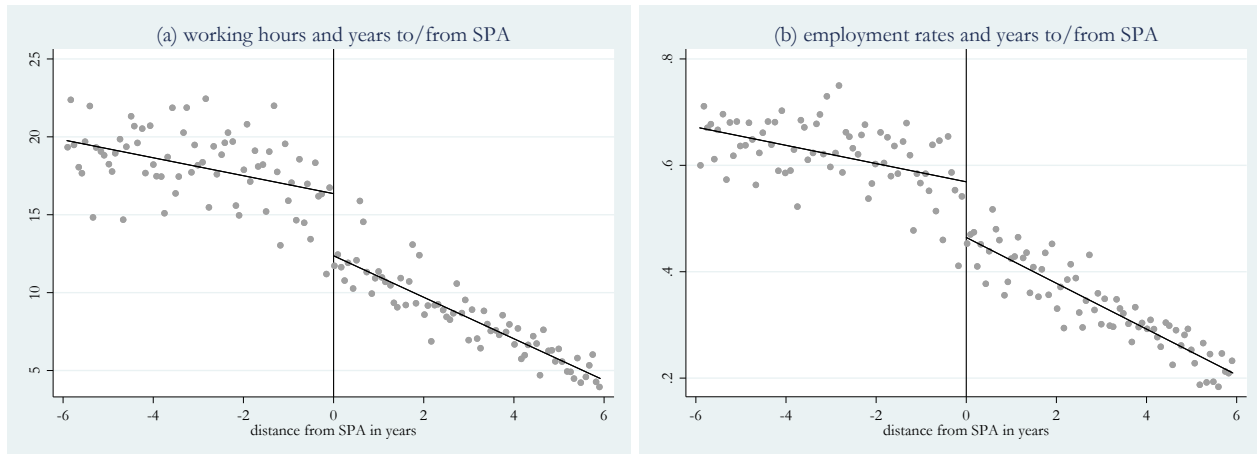 (a) working hours and years to/from SPA
25
20
15
10
5
-6 -4 -2 0 2 4 6
distance from SPA in years
(b) employment rates and years to/from SPA
.8
.6
.4
.2
-6 -4 -2 0 2 4 6
distance from SPA in years